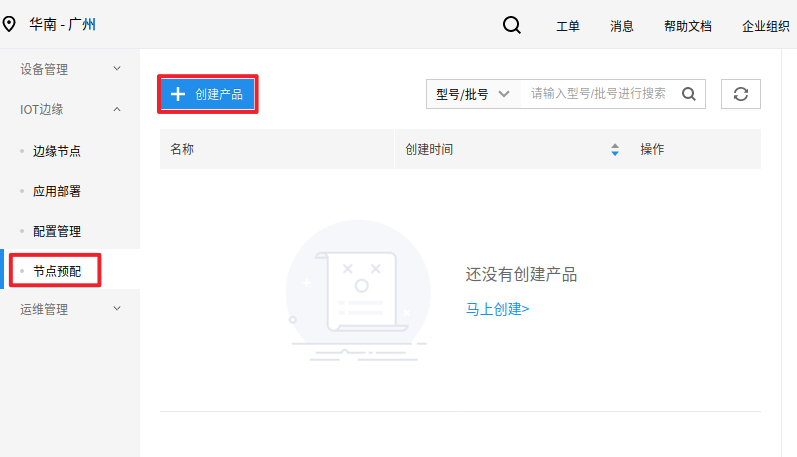 华南 - 广州
工单
消息
帮助文档
企业组织
设备管理
IOT边缘
边缘节点
应用部署
配置管理
节点预配
运维管理
创建产品
型号/批号
请输入型号/批号进行搜索
名称
创建时间
操作
还没有创建产品
马上创建>